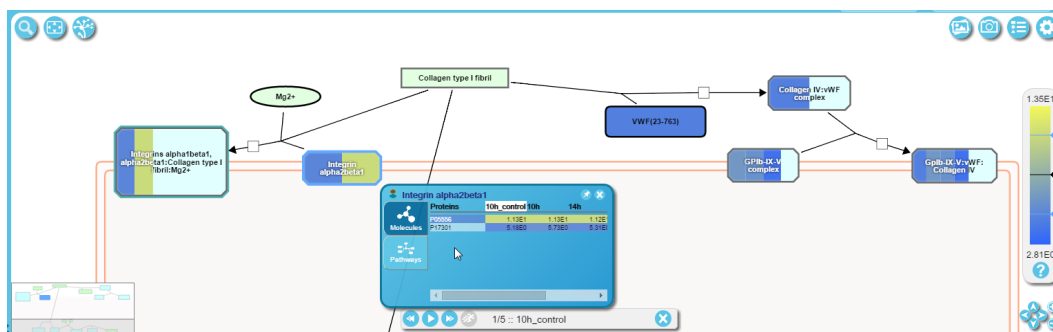 Collagen type I fibril
Mg2+
Collagen IV:vWF
complex
1.35E1
VWF(23-763)
Integrins alpha1beta1,
alpha2beta1:Collagen type I
fibril:Mg2+
Integrin
alpha2beta1
GPIb-IX-V
complex
GPIb-IX-V:vWF:
Collagen IV
Integrin alpha2beta1
Proteins 10h_control 10h 14h
Molecules
P05556 1.13E1 1.13E1 1.12E
P17301 5.18E0 5.73E0 5.31E
Pathways
2.81E0
?
1/5 :: 10h_control